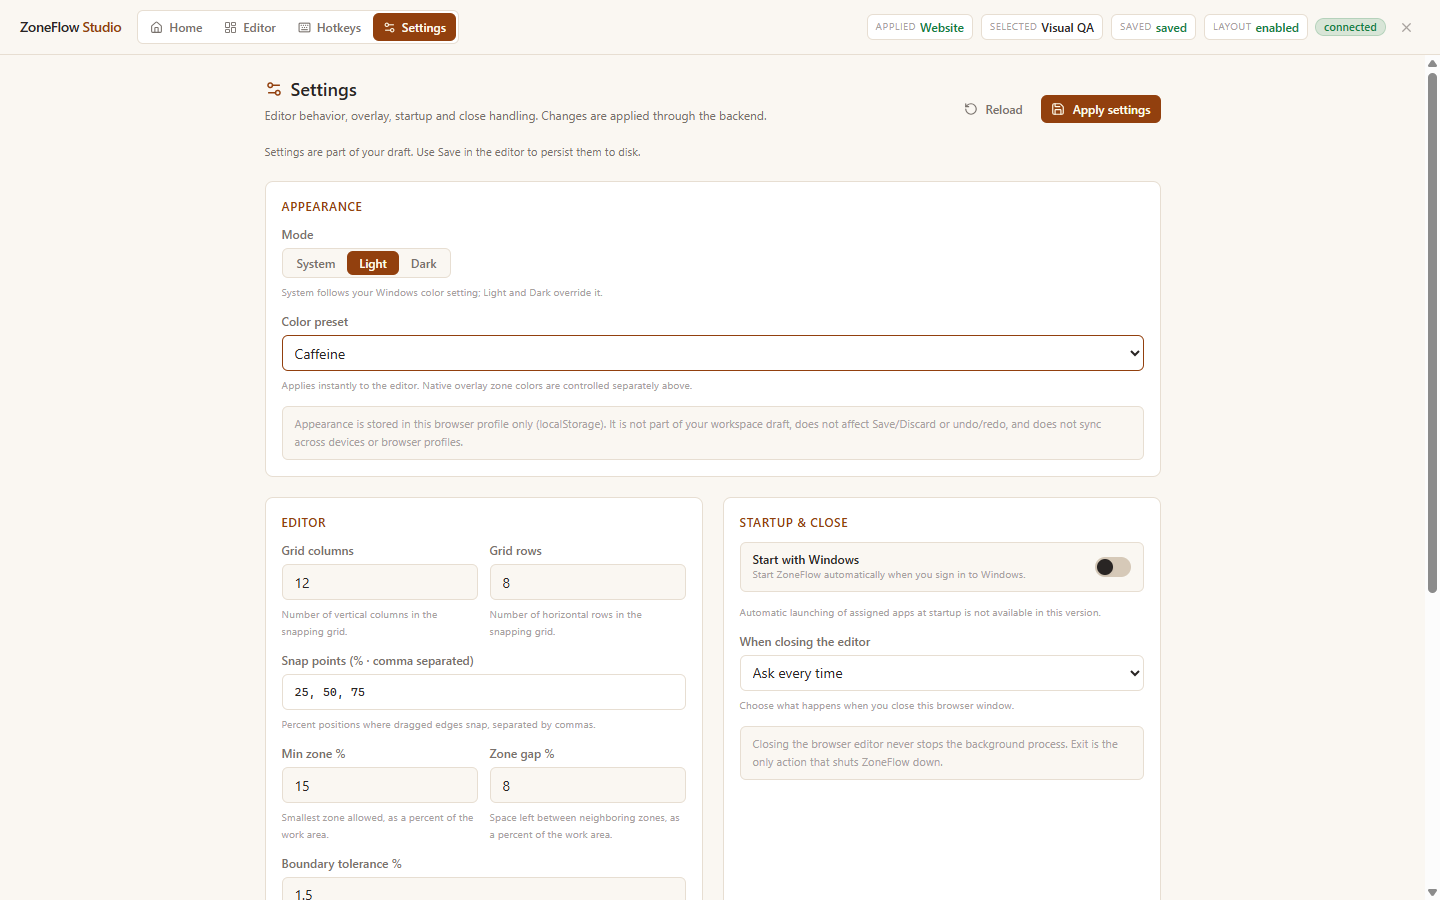 ZoneFlow Studio
Home
Editor
Hotkeys
Settings
APPLIED Website
SELECTED Visual QA
SAVED saved
LAYOUT enabled
connected
Settings
Editor behavior, overlay, startup and close handling. Changes are applied through the backend.
Reload
Apply settings
Settings are part of your draft. Use Save in the editor to persist them to disk.
APPEARANCE
Mode
System
Light
Dark
System follows your Windows color setting; Light and Dark override it.
Color preset
Caffeine
Applies instantly to the editor. Native overlay zone colors are controlled separately above.
Appearance is stored in this browser profile only (localStorage). It is not part of your workspace draft, does not affect Save/Discard or undo/redo, and does not sync
across devices or browser profiles.
EDITOR
Grid columns
Grid rows
12
8
Number of vertical columns in the
snapping grid.
Number of horizontal rows in the
snapping grid.
Snap points (% · comma separated)
25, 50, 75
Percent positions where dragged edges snap, separated by commas.
Min zone %
Zone gap %
15
8
Smallest zone allowed, as a percent of the
work area.
Space left between neighboring zones, as
a percent of the work area.
Boundary tolerance %
1.5
STARTUP & CLOSE
Start with Windows
Start ZoneFlow automatically when you sign in to Windows.
Automatic launching of assigned apps at startup is not available in this version.
When closing the editor
Ask every time
Choose what happens when you close this browser window.
Closing the browser editor never stops the background process. Exit is the
only action that shuts ZoneFlow down.